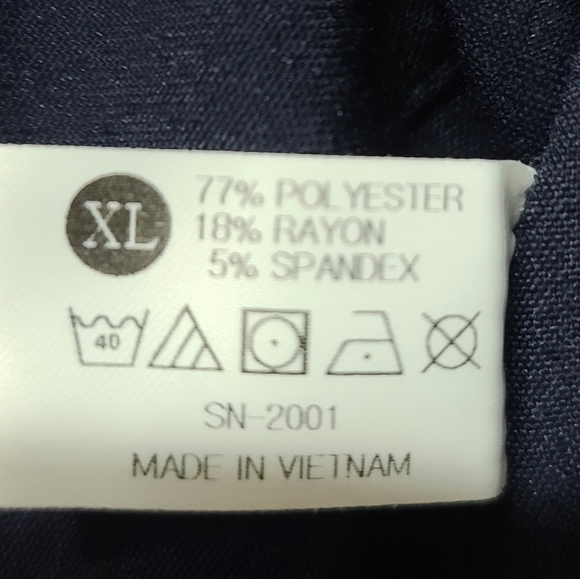 XL
77% POLYESTER
18% RAYON
5% SPANDEX
40
SN-2001
MADE IN VIETNAM